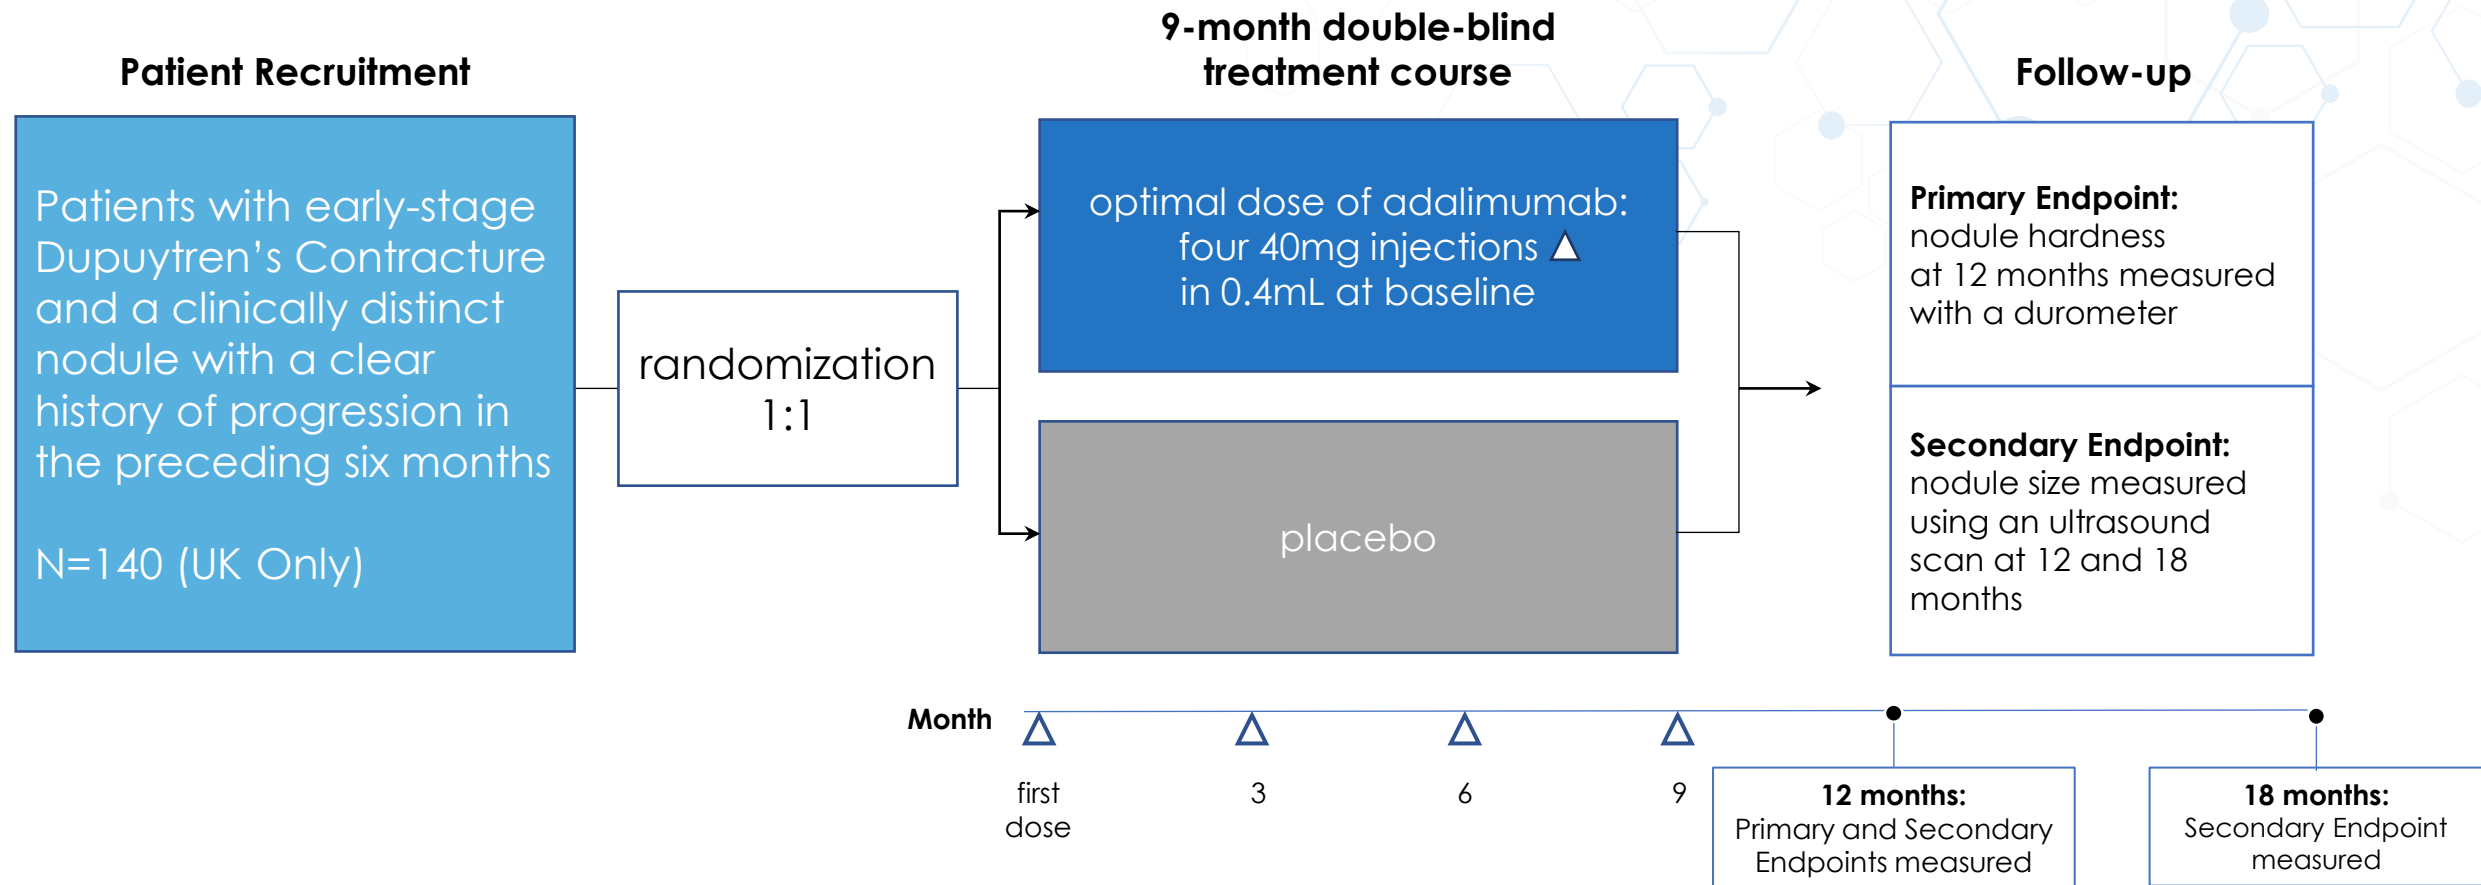 Patient Recruitment
Patients with early-stage
Dupuytren's Contracture
and a clinically distinct
nodule with a clear
history of progression in
the preceding six months
N=140 (UK Only)
randomization
1:1
9-month double-blind
treatment course
optimal dose of adalimumab:
four 40mg injections
in 0.4mL at baseline
placebo
Follow-up
Primary Endpoint:
nodule hardness
at 12 months measured
with a durometer
Secondary Endpoint:
nodule size measured
using an ultrasound
scan at 12 and 18
months
Month
first
dose
3
6
9
12 months:
Primary and Secondary
Endpoints measured
18 months:
Secondary Endpoint
measured